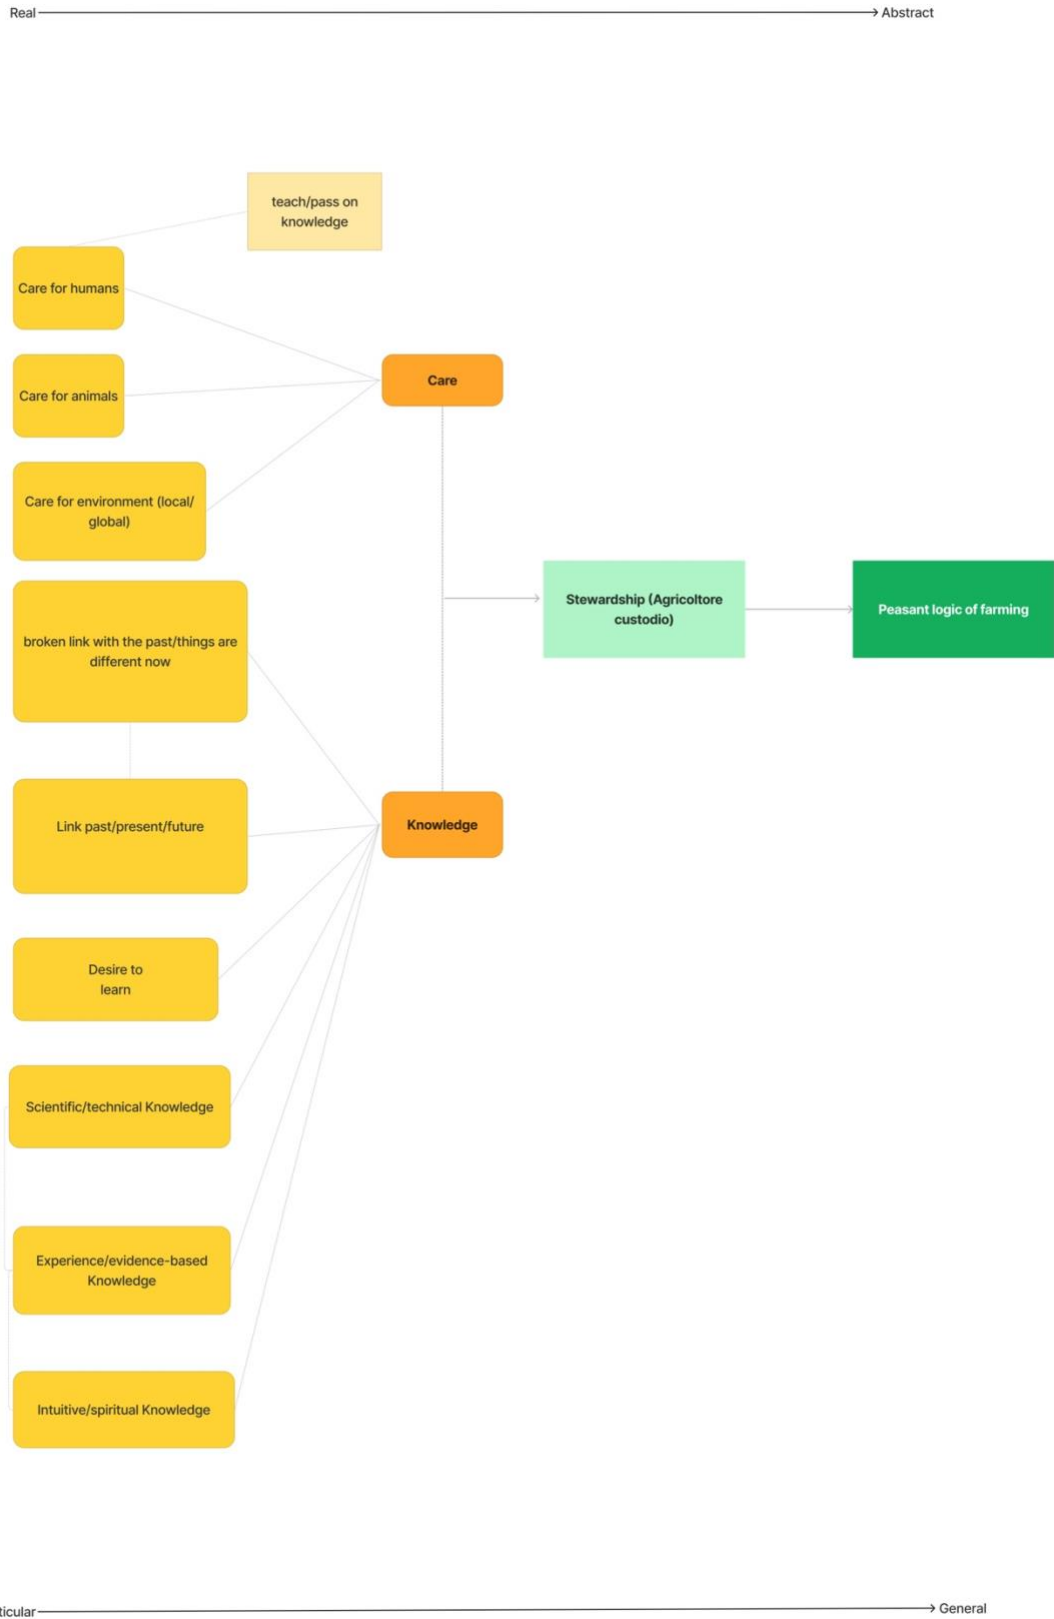 Real
Abstract
teach/pass on
knowledge
Care for humans
Care
Care for animals
Care for environment (local/
global)
broken link with the past/things are
different now
Stewardship (Agricoltore
custodio)
Peasant logic of farming
Link past/present/future
Knowledge
Desire to
learn
Scientific/technical Knowledge
Experience/evidence-based
Knowledge
Intuitive/spiritual Knowledge
ticular
General